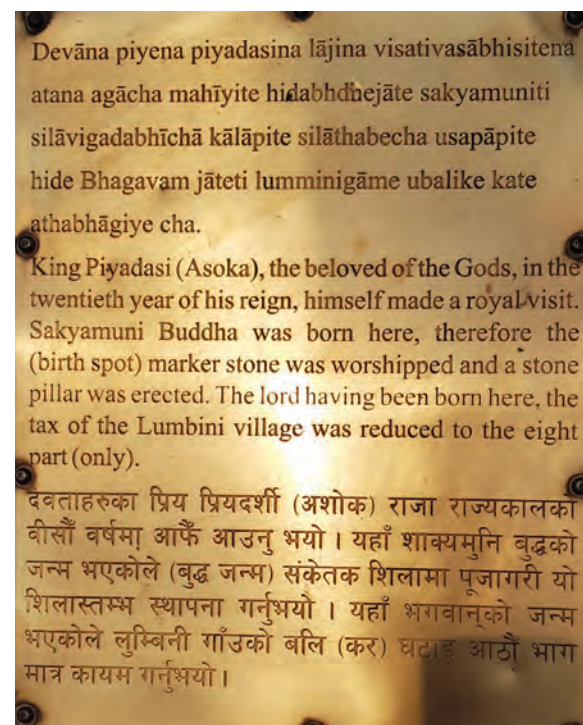 Devāna piyena piyadasina lājina visativasābhisitena
atana agācha mahīyite hidabhdhejāte sakyamuniti
silāvigadabhīchā kālāpite silāthabecha usapāpite
hide Bhagavam jāteti lumminigāme ubalike kate
athabhāgiye cha.
King Piyadasi (Asoka), the beloved of the Gods, in the
twentieth year of his reign, himself made a royal visit.
Sakyamuni Buddha was born here, therefore the
(birth spot) marker stone was worshipped and a stone
pillar was erected. The lord having been born here, the
tax of the Lumbini village was reduced to the eight
part (only).
देवताहरुका प्रिय प्रियदर्शी (अशोक) राजा राज्यकालको
वीसौं वर्षमा आफैं आउनु भयो । यहाँ शाक्यमुनि बुद्धको
जन्म भएकोले (बुद्ध जन्म) संकेतक शिलामा पूजागरी यो
शिलास्तम्भ स्थापना गर्नुभयो । यहाँ भगवान्को जन्म
भएकोले लुम्बिनी गाँउको बलि (कर) घटाइ आठौं भाग
मात्र कायम गर्नुभयो ।